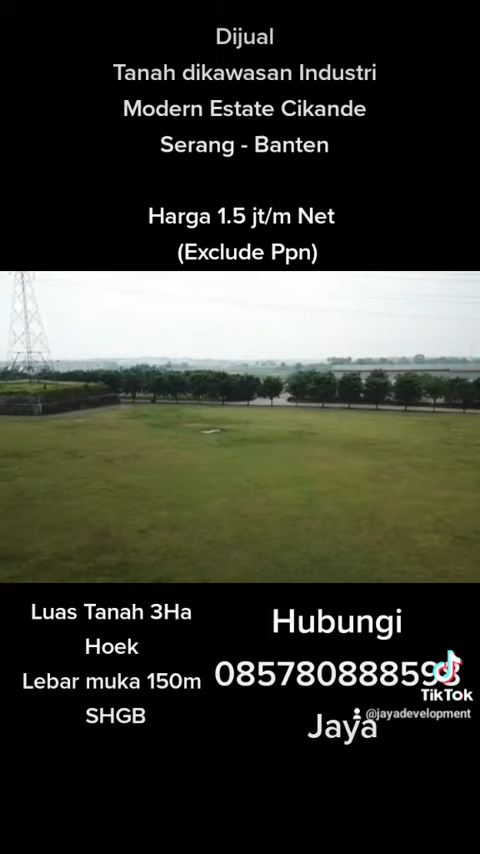 Dijual
Tanah dikawasan Industri
Modern Estate Cikande
Serang - Banten
Harga 1.5 jt/m Net
(Exclude Ppn)
Luas Tanah 3Ha
Hoek
Lebar muka 150m
SHGB
Hubungi
Jaya
TikTok
@jayadevelopment